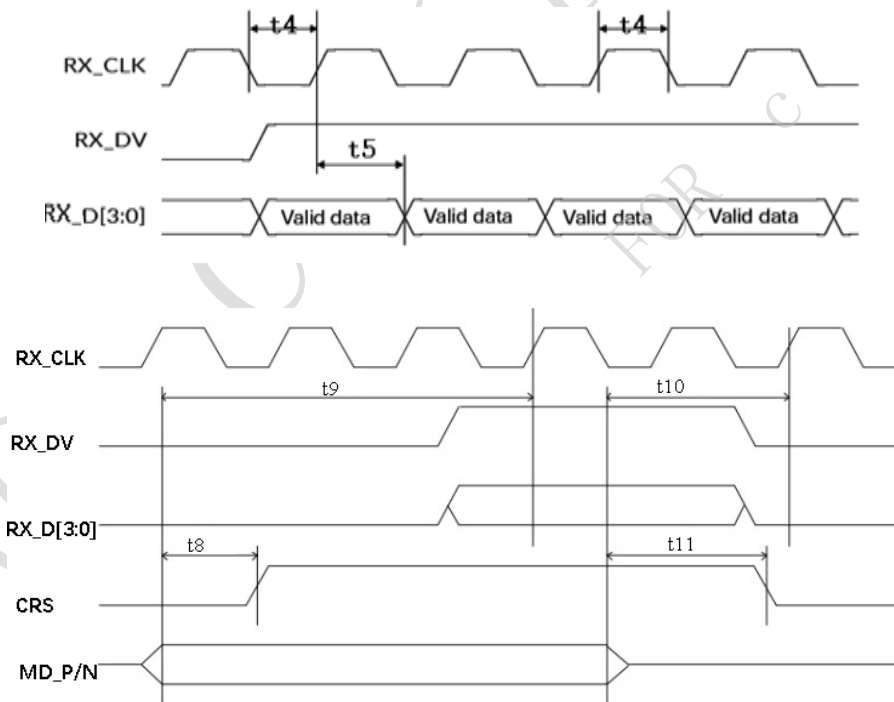 t4 t4
RX_CLK
RX_DV
t5
RX_D[3:0] Valid data Valid data Valid data Valid data
c
FOR
RX_CLK
t9 t10
RX_DV
RX_D[3:0]
t8 t11
CRS
MD_P/N